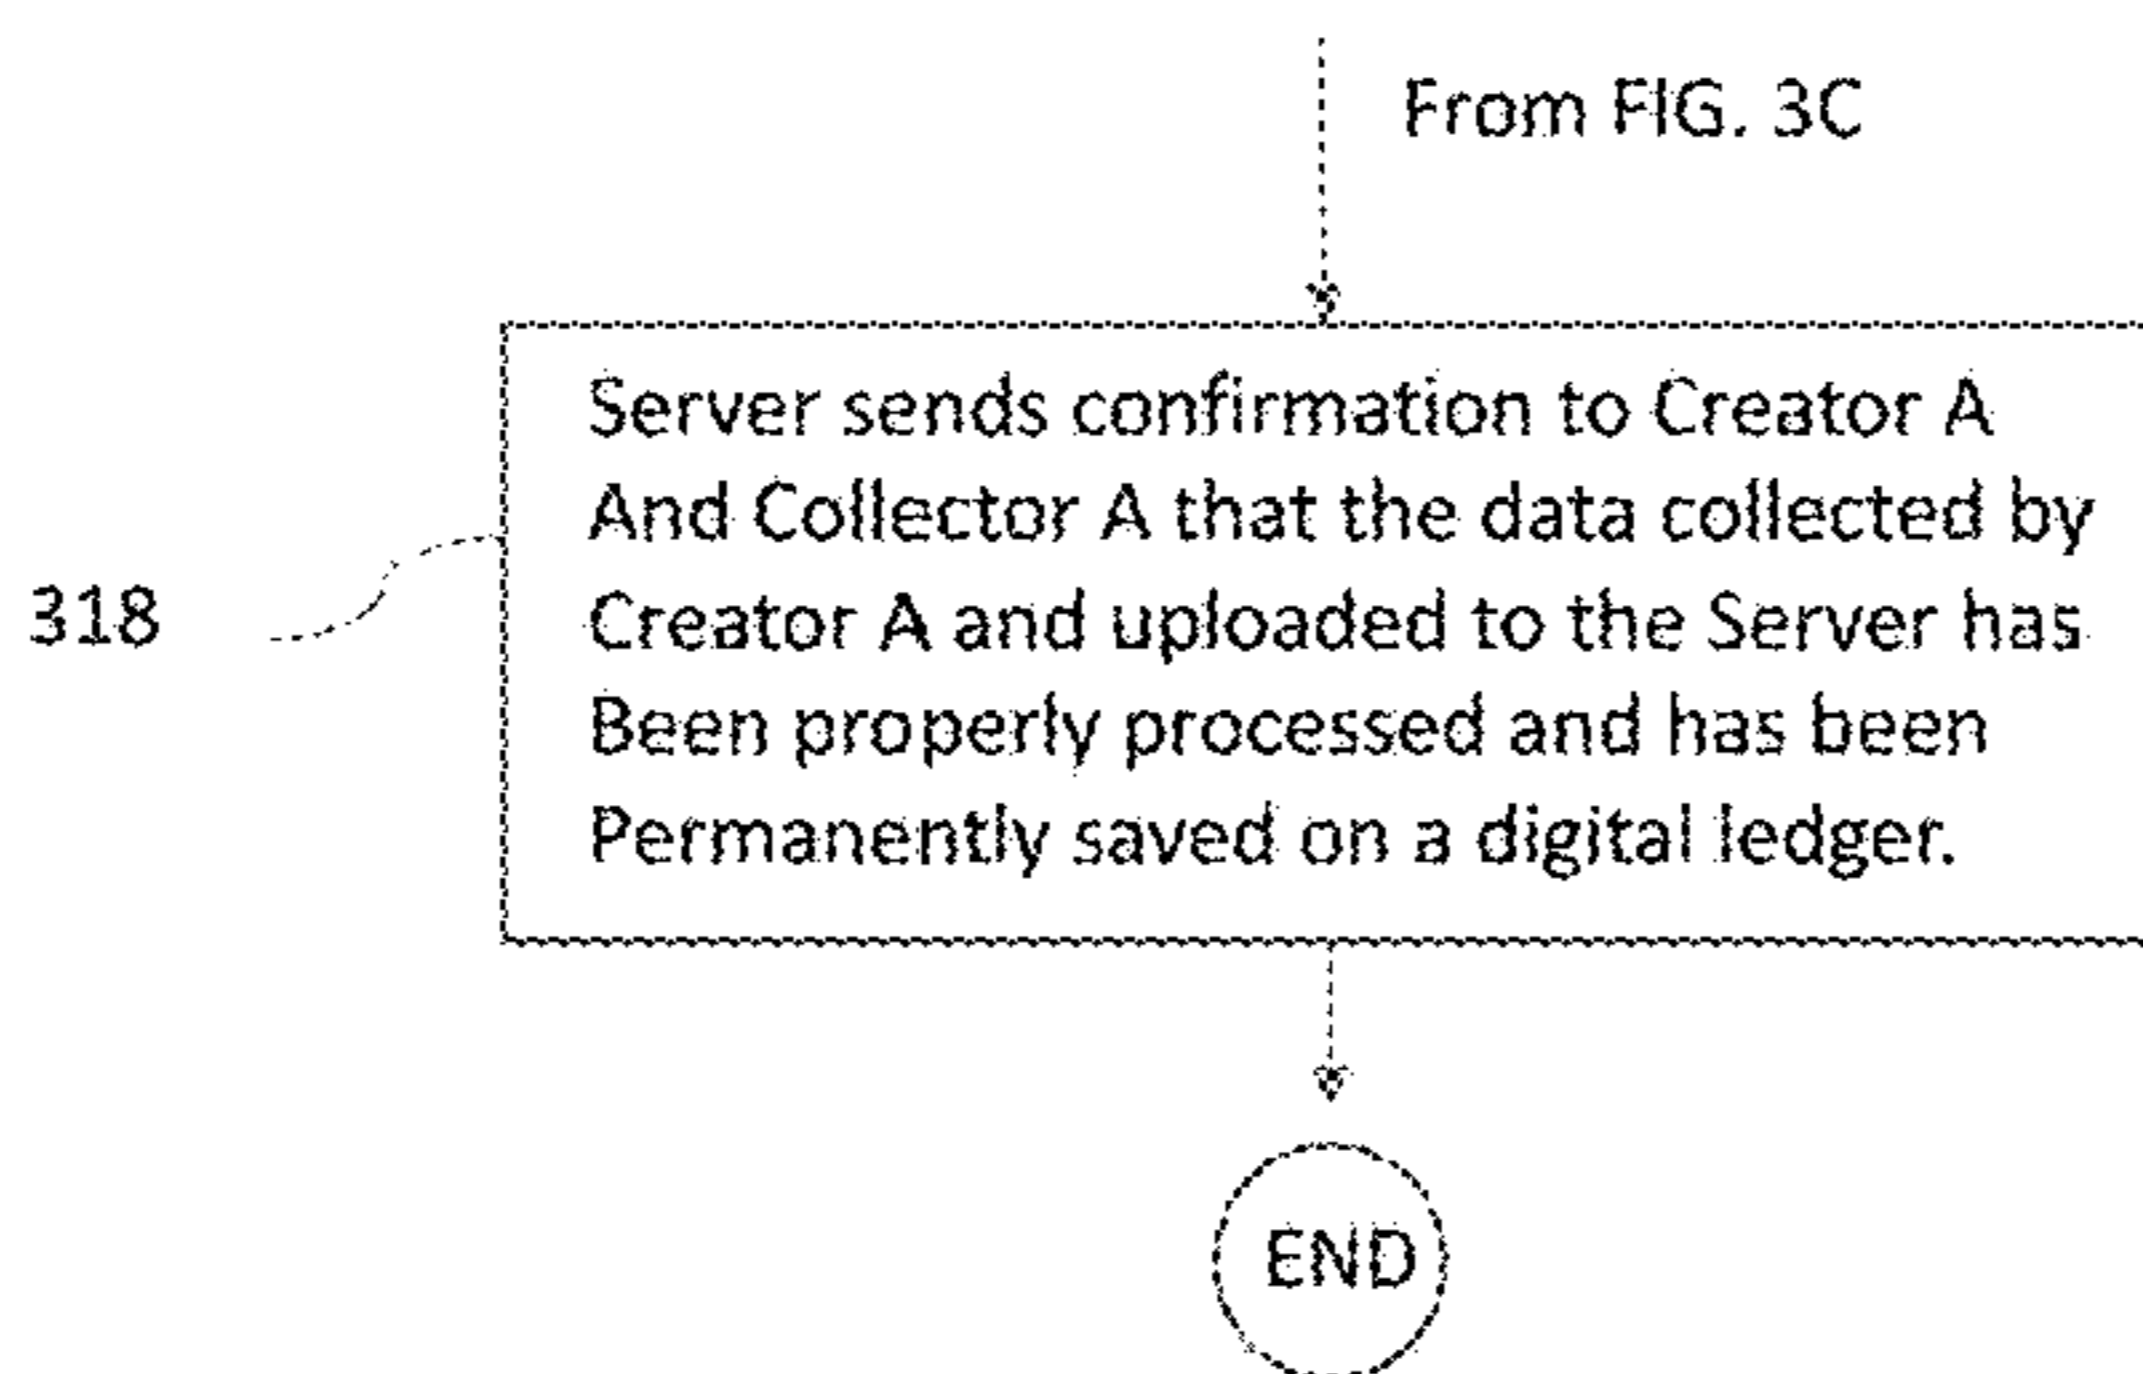 From FIG. 3C
Server sends confirmation to Creator A
And Collector A that the data collected by
Creator A and uploaded to the Server has
318
Been properly processed and has been
Permanently saved on a digital ledger.
END